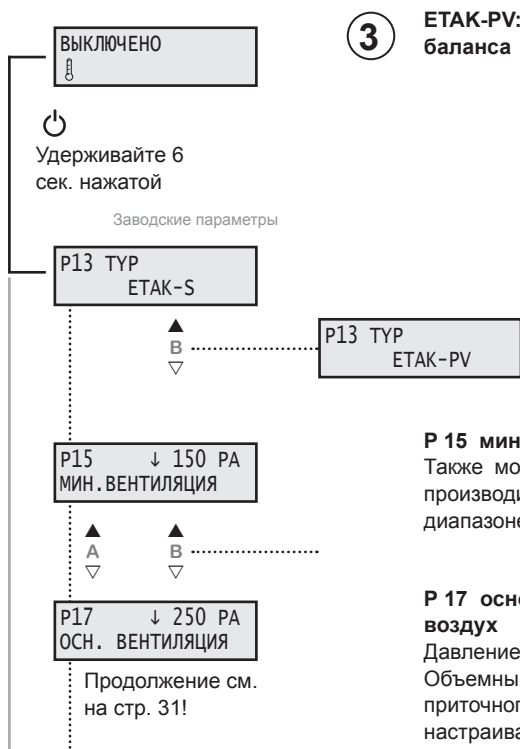 ВЫКЛЮЧЕНО
Удерживайте 6
сек. нажатой
Заводские параметры
P13 TYP
ETAK-S
B
P13 TYP
ETAK-PV
P15 ↓ 150 PA
МИН.ВЕНТИЛЯЦИЯ
A B
P17 ↓ 250 PA
ОСН. ВЕНТИЛЯЦИЯ
Продолжение см.
на стр. 31!
3
ETAK-PV:
баланса
P 15 мин
Также мо
производи
диапазоне
P 17 осно
воздух
Давление
Объемны
приточног
настраива